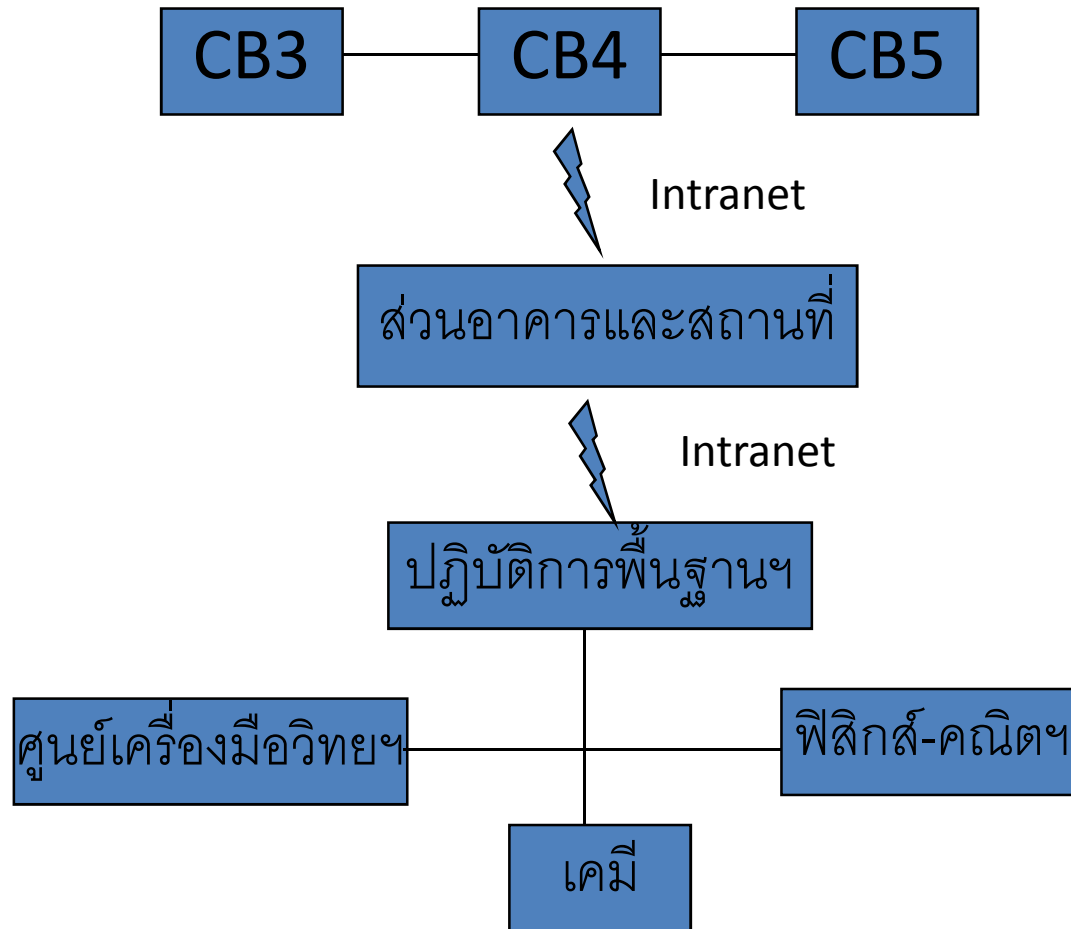 CB3
CB4
CB5
Intranet
ส่วนอาคารและสถานที่
Intranet
ปฏิบัติการพื้นฐานฯ
ศูนย์เครื่องมือวิทยฯ
ฟิสิกส์-คณิตฯ
เคมี